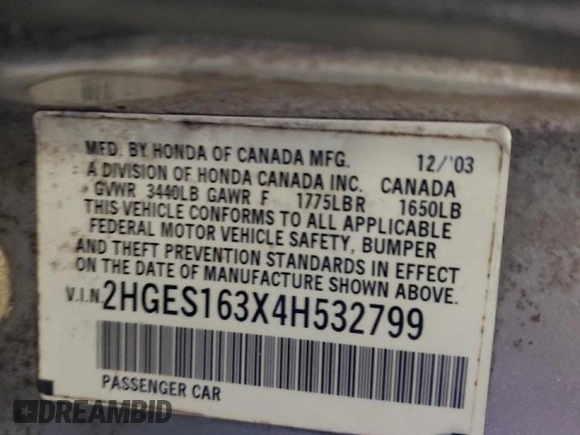 MFD. BY HONDA OF CANADA MFG. 12/'03
A DIVISION OF HONDA CANADA INC. CANADA
GVWR 3440LB GAWR F 1775LBR 1650LB
THIS VEHICLE CONFORMS TO ALL APPLICABLE
FEDERAL MOTOR VEHICLE SAFETY, BUMPER
AND THEFT PREVENTION STANDARDS IN EFFECT
ON THE DATE OF MANUFACTURE SHOWN ABOVE.
V.I.N. 2HGES163X4H532799
PASSENGER CAR
DREAMBID